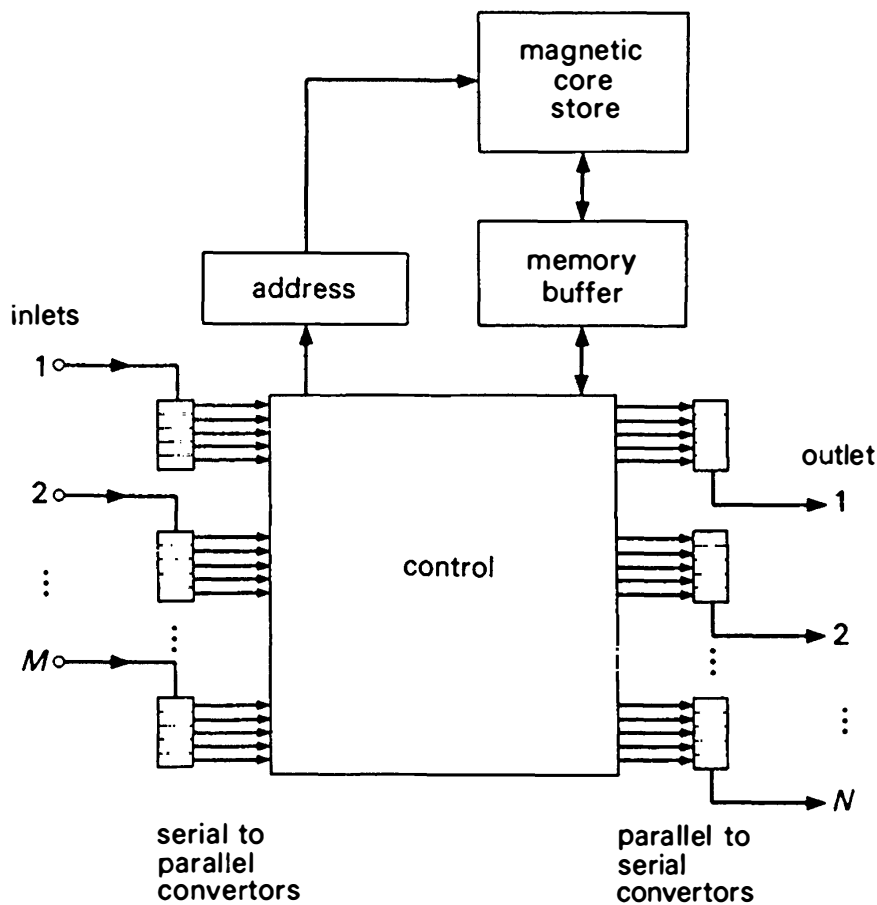 magnetic
core
store
address
memory
buffer
inlets
1
2
⋮
⋮
M
control
outlet
1
2
⋮
⋮
N
serial to
parallel
convertors
parallel to
serial
convertors